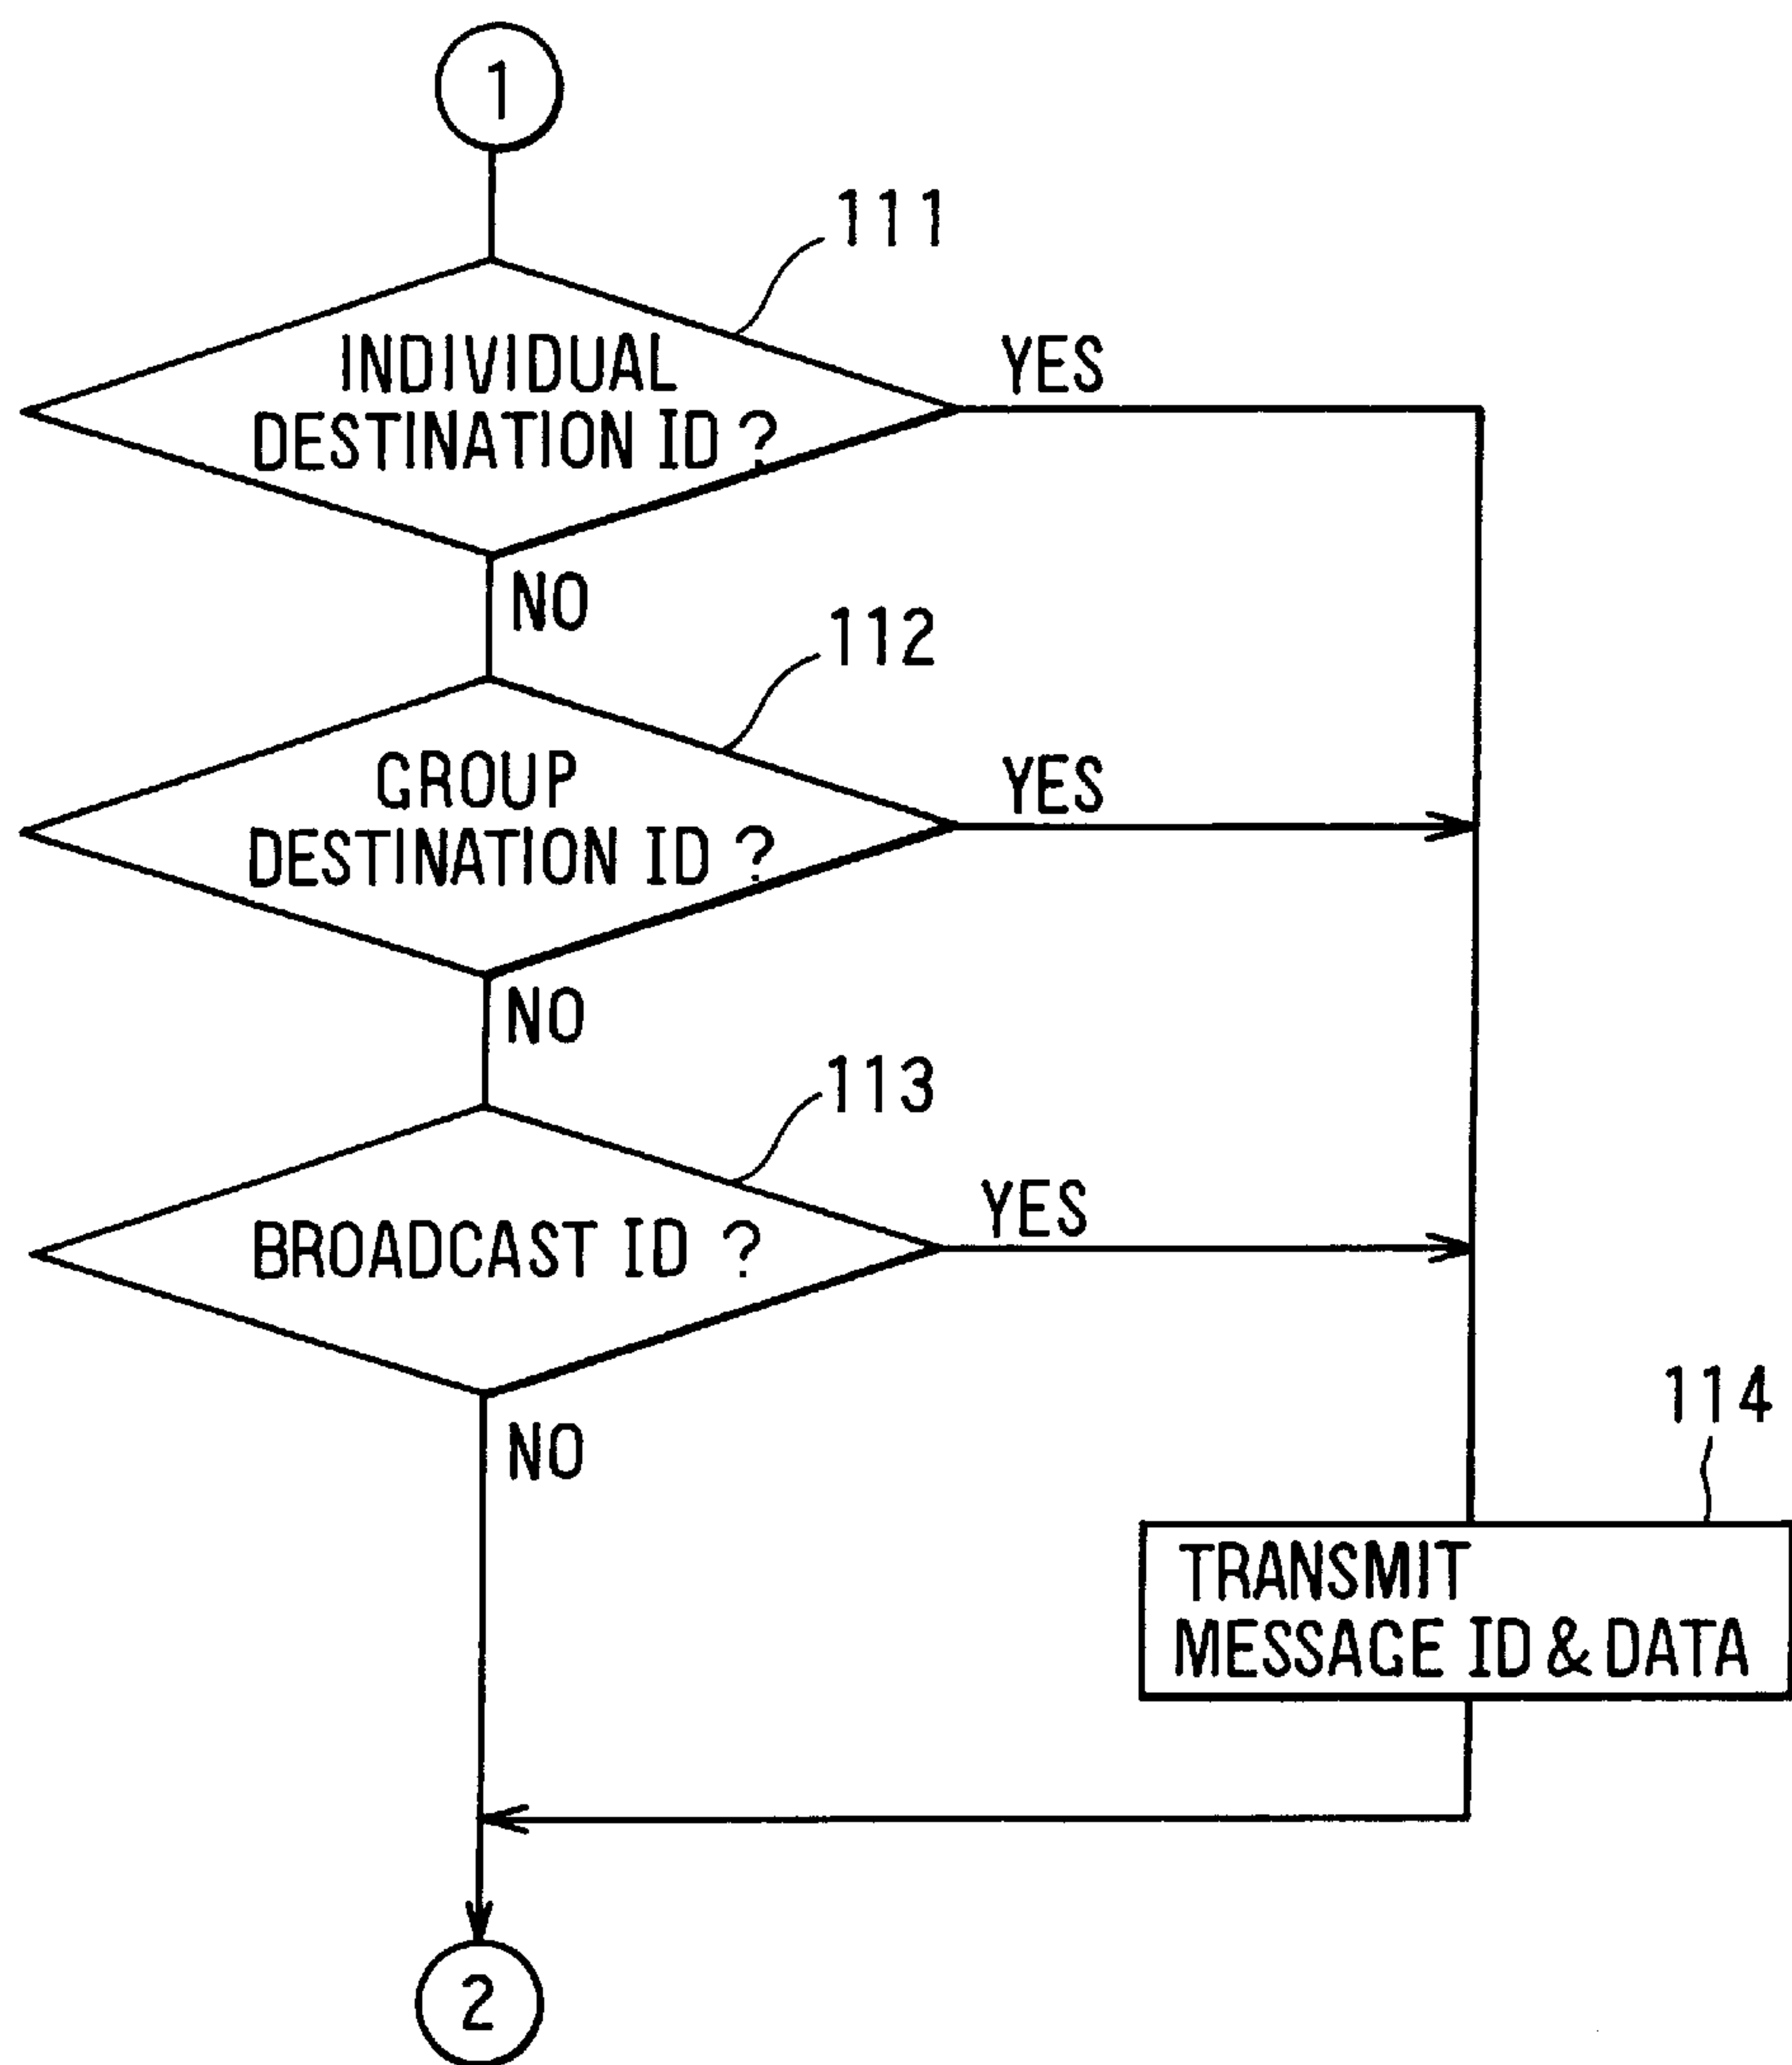 1
111
INDIVIDUAL
DESTINATION ID ?
YES
NO
112
GROUP
DESTINATION ID ?
YES
NO
113
BROADCAST ID ?
YES
NO
114
TRANSMIT
MESSAGE ID & DATA
2